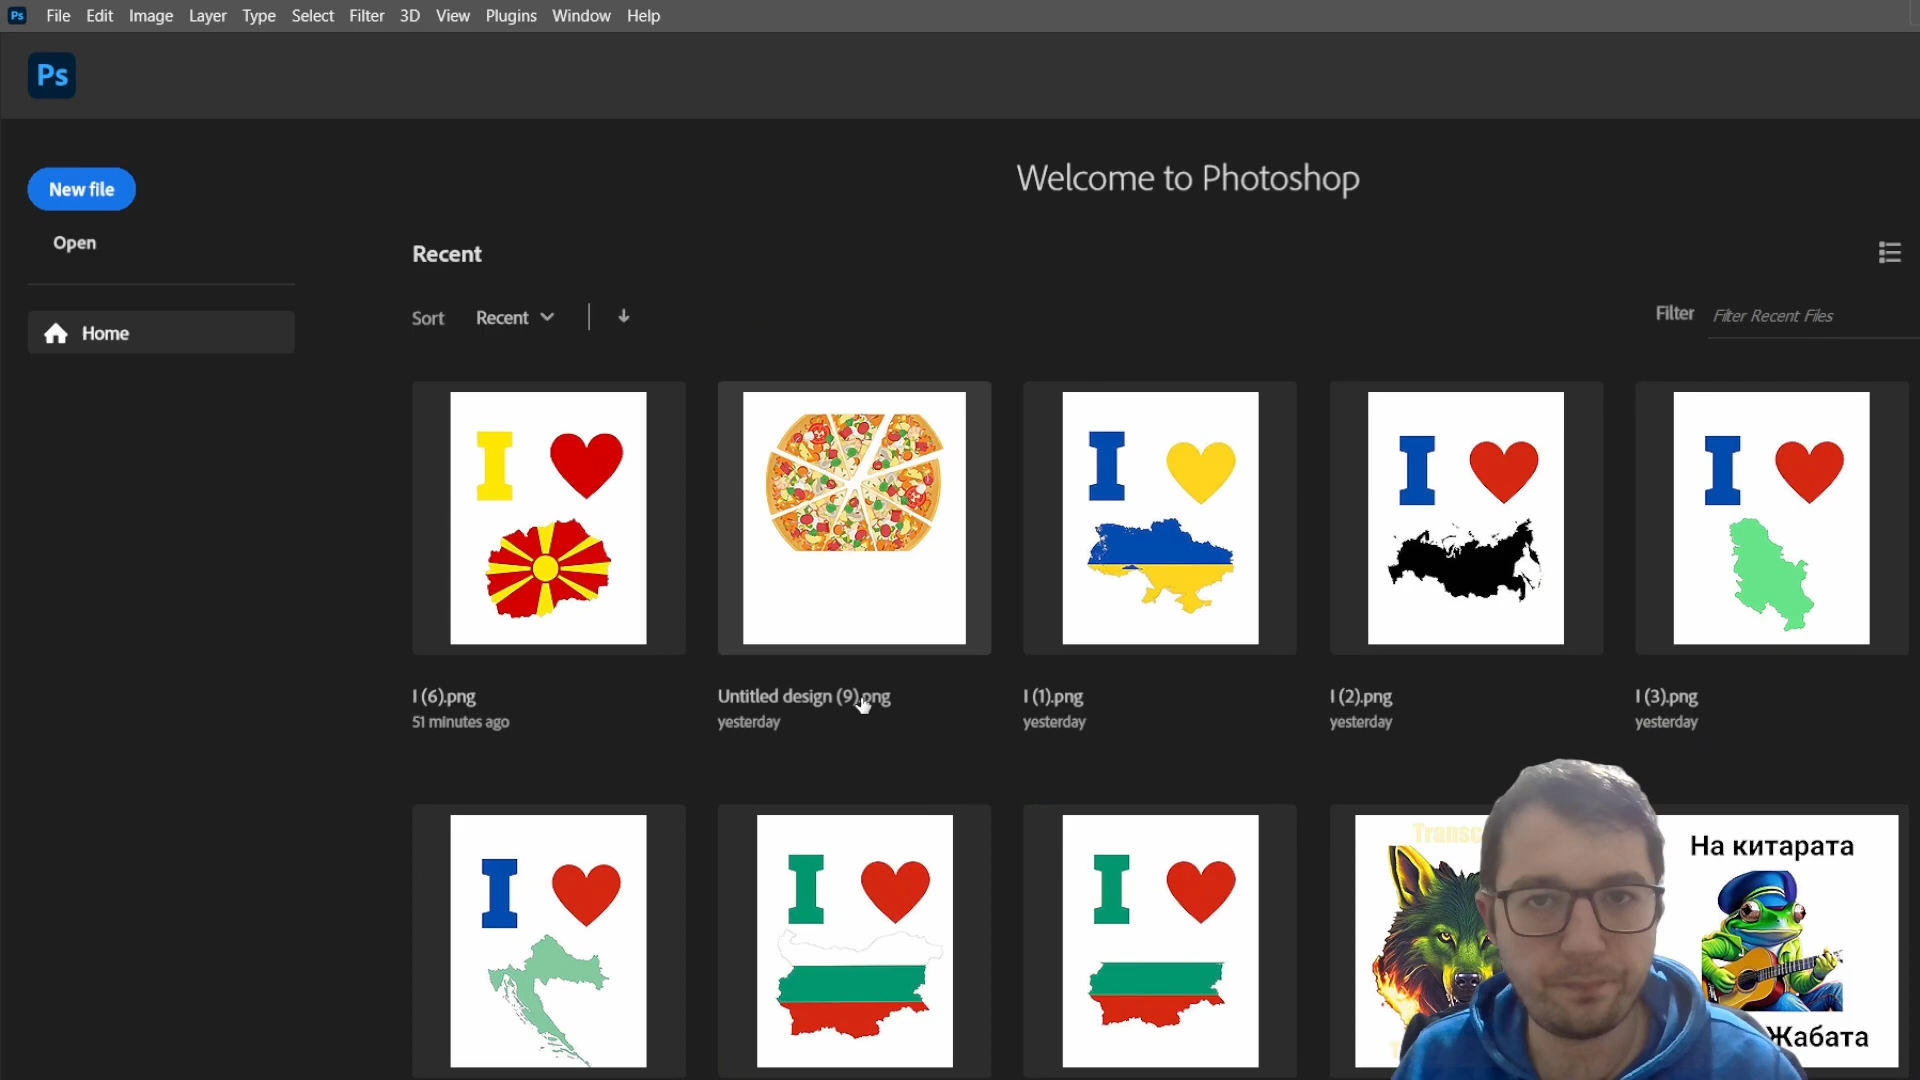 Ps File Edit Image Layer Type Select Filter 3D View Plugins Window Help
Ps
New file
Open
Home
Welcome to Photoshop
Recent
Sort Recent
Filter Filter Recent Files
I
I
I
I
I (6).png
51 minutes ago
Untitled design (9).png
yesterday
I (1).png
yesterday
I (2).png
yesterday
I (3).png
yesterday
I
I
I
На китарата
Жабата